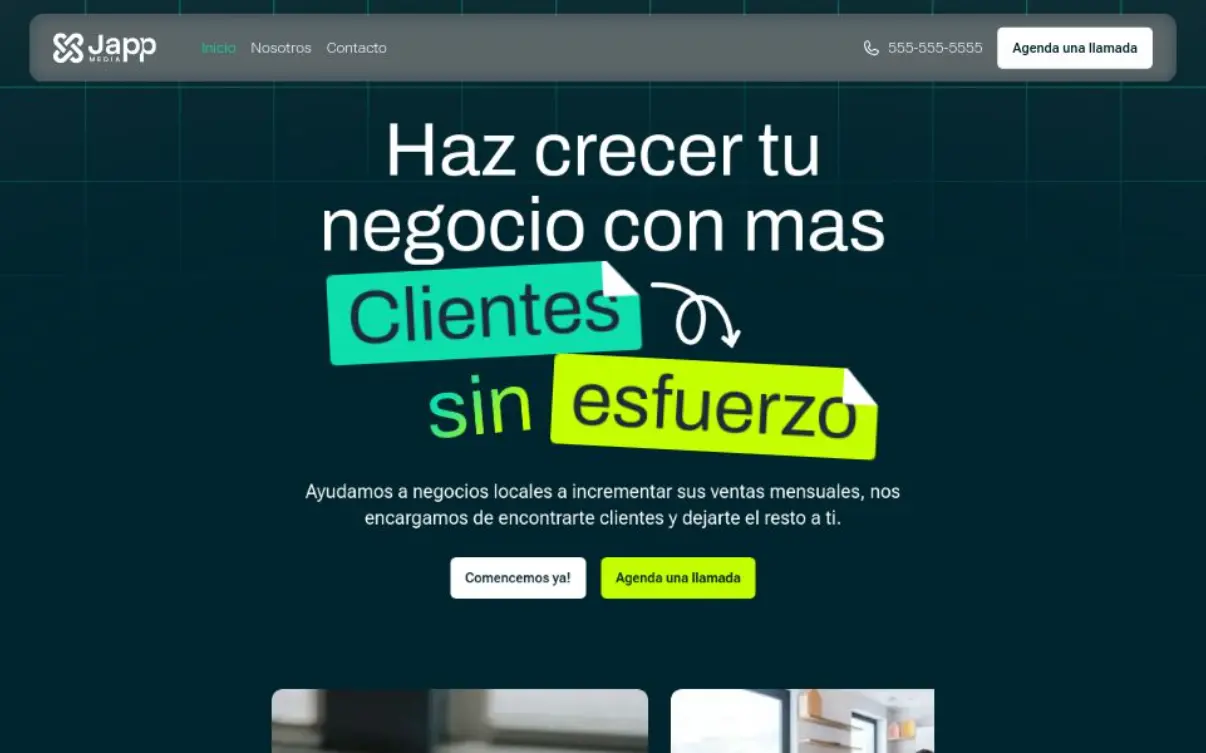 Japp
MEDIA
Inicio Nosotros Contacto
555-555-5555
Agenda una llamada
Haz crecer tu
negocio con mas
Clientes
sin esfuerzo
Ayudamos a negocios locales a incrementar sus ventas mensuales, nos
encargamos de encontrarte clientes y dejarte el resto a ti.
Comencemos ya! Agenda una llamada